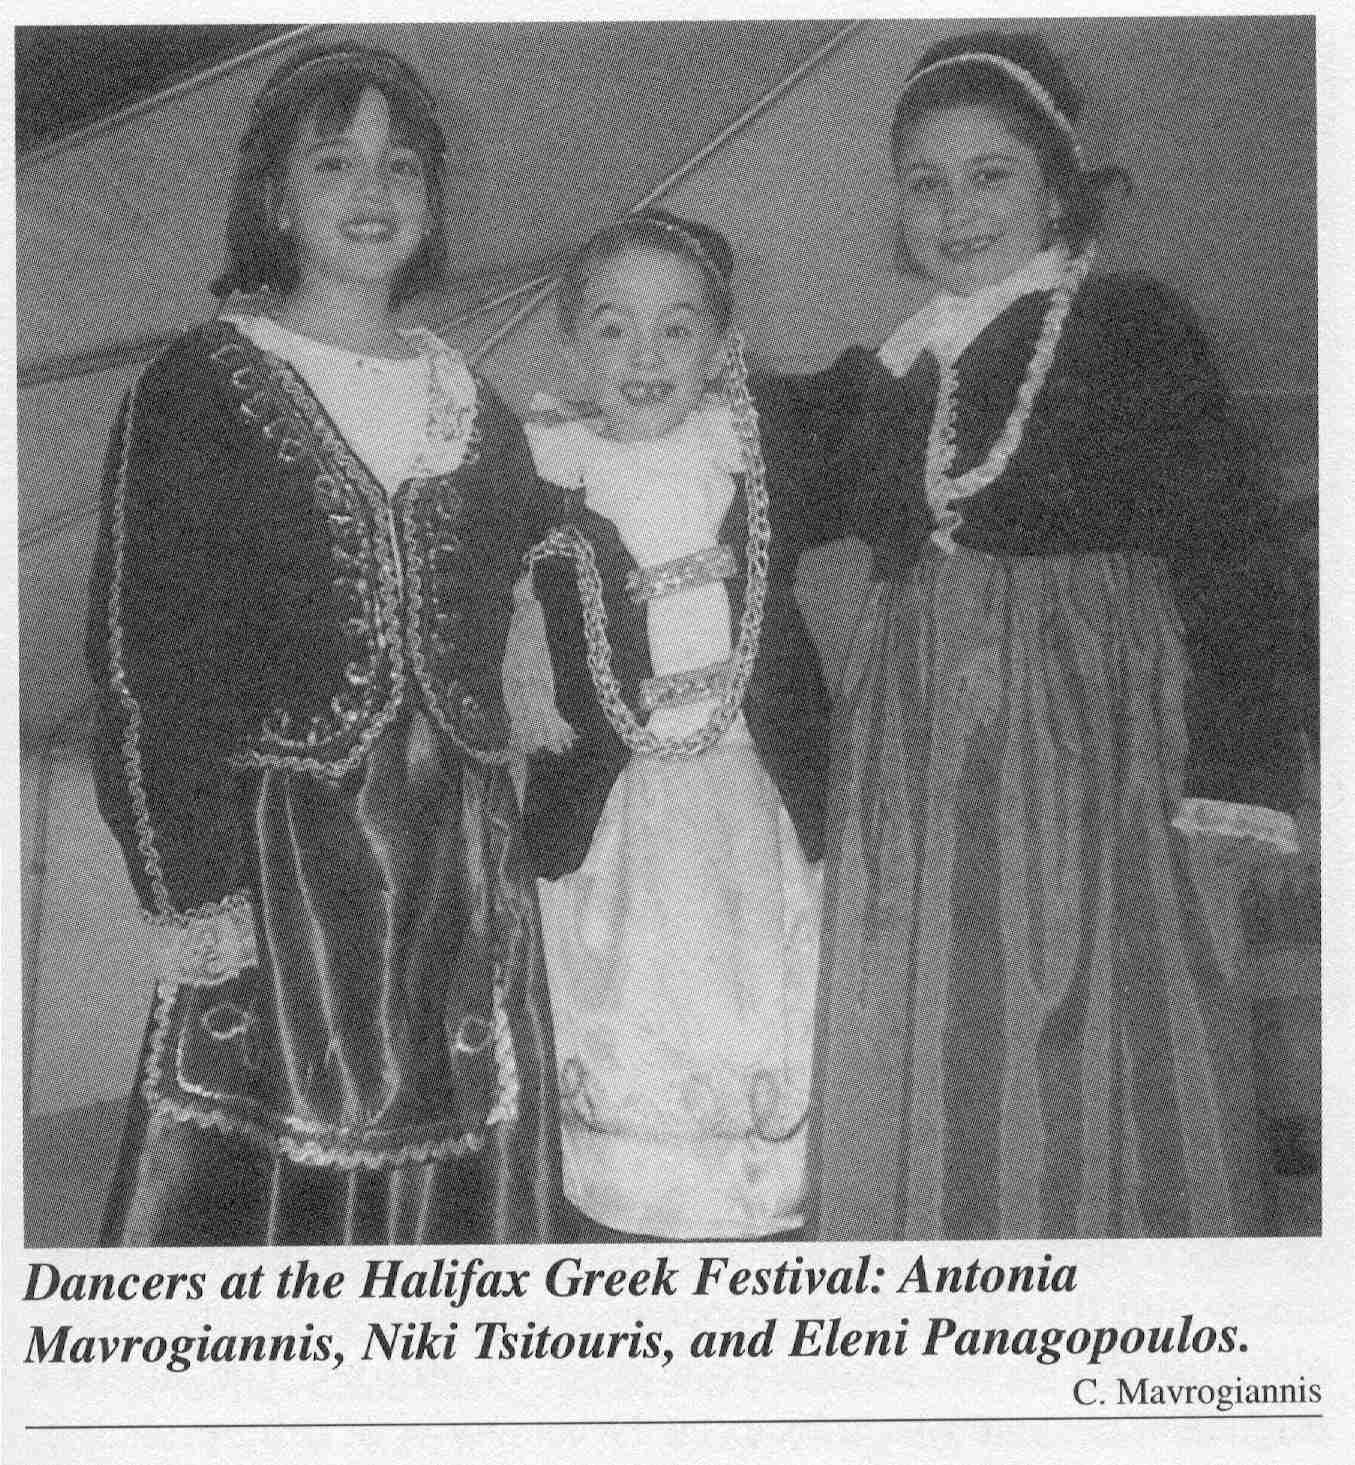 Dancers at the Halifax Greek Festival: Antonia
Mavrogiannis, Niki Tsitouris, and Eleni Panagopoulos.
C. Mavrogiannis